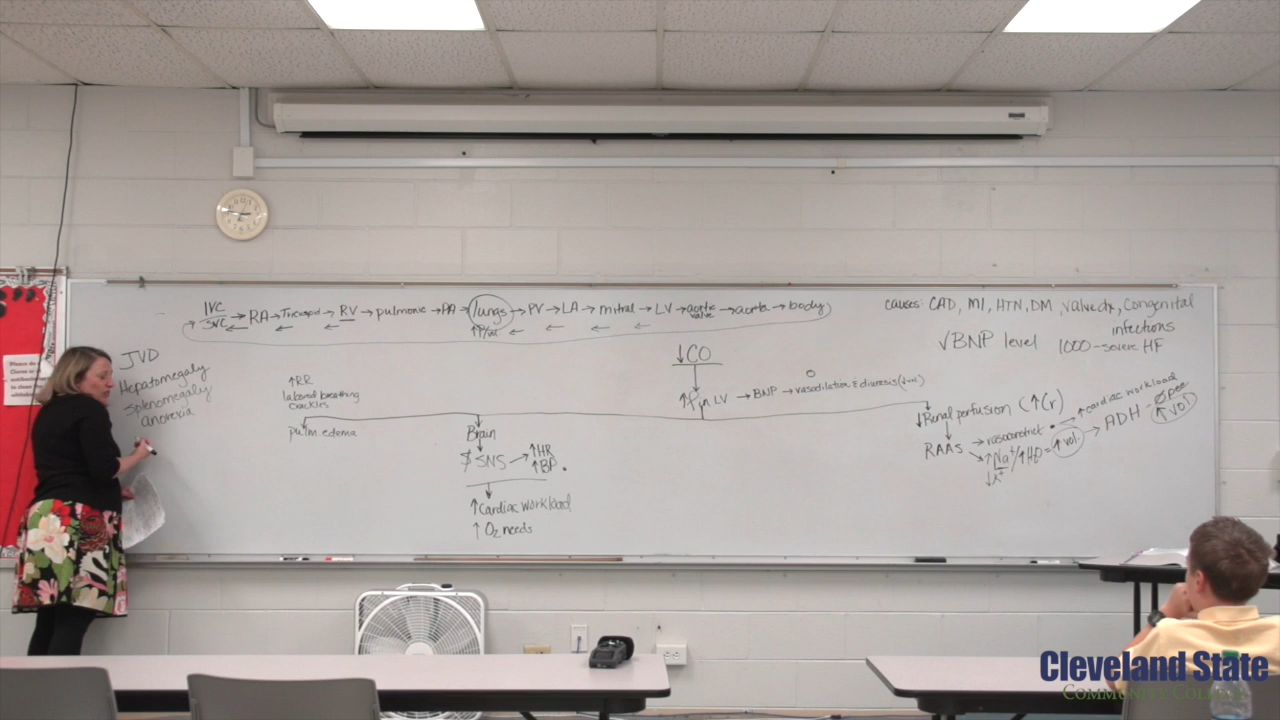 IVC
SVC → RA → Tricuspid → RV → pulmonic → PA → lungs → PV → LA → mitral → LV → aortic valve → aorta → body
causes: CAD, MI, HTN, DM, valve dx, Congenital
infections
√BNP level 1000-severe HF
JVD
Hepatomegaly
Splenomegaly
anorexia
↑RR
labored breathing
crackles
pulm. edema
↓CO
↑P in LV → BNP → vasodilation & diuresis
Brain
SNS → ↑HR
↑BP
↑Cardiac workload
↑O2 needs
↓Renal perfusion (↑Cr)
RAAS → vasoconstrict → ↑cardiac workload
↑Na+/↑H2O = ↑vol. → ADH = Øpee
↓K+
↑vol
Cleveland State
Community College